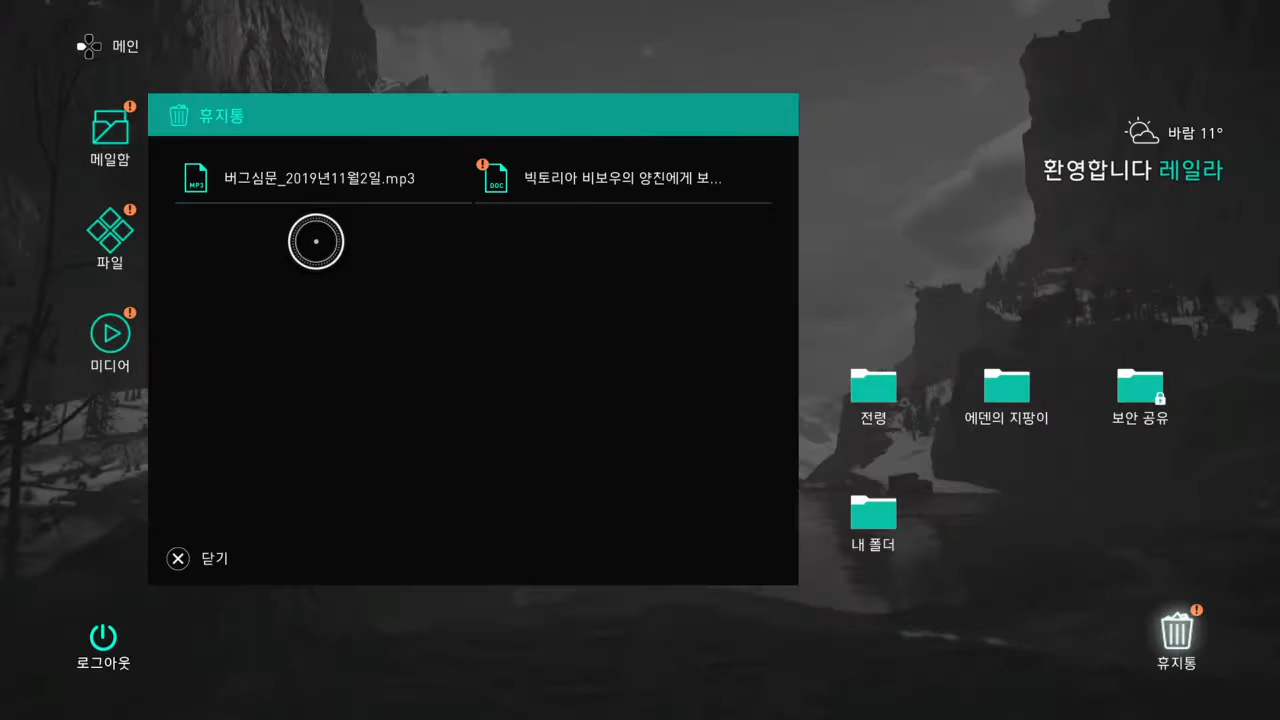 메인
메일함
파일
미디어
로그아웃
휴지통
MP3
버그심문_2019년11월2일.mp3
DOC
빅토리아 비보우의 양친에게 보...
닫기
바람 11°
환영합니다 레일라
전령
에덴의 지팡이
보안 공유
내 폴더
휴지통